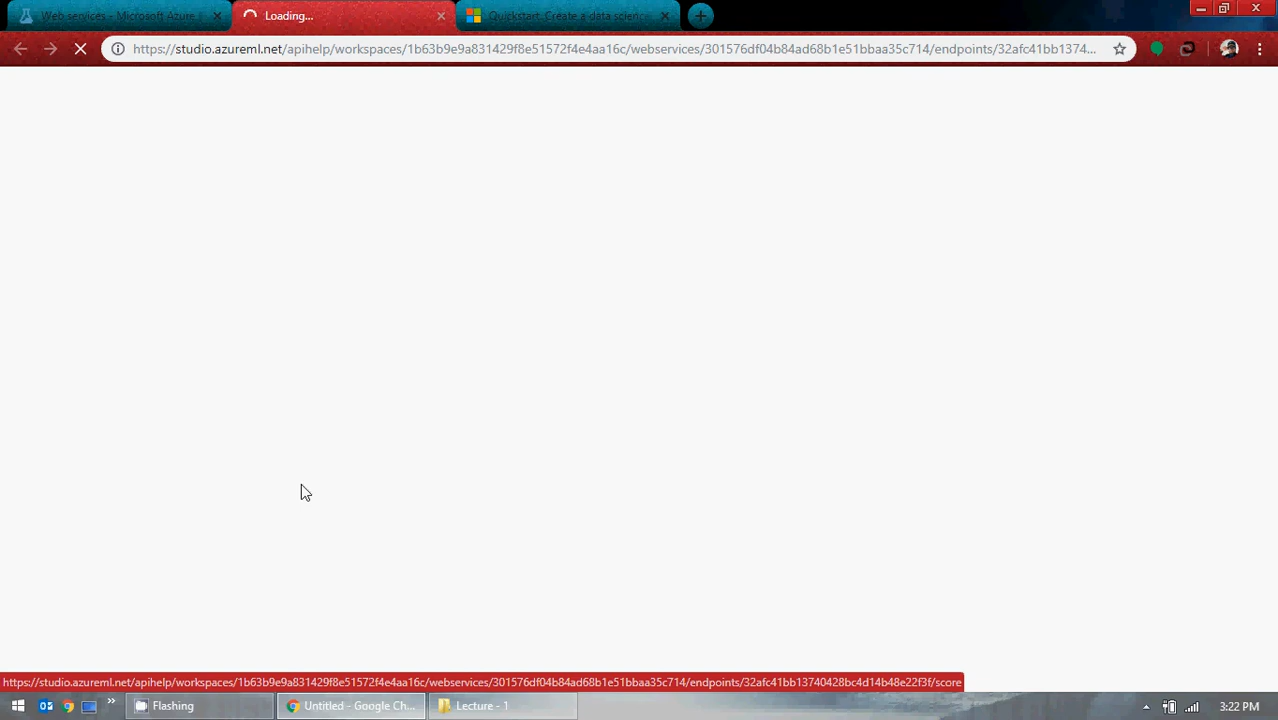 Web services - Microsoft Azure
Loading...
Quickstart: Create a data science
https://studio.azureml.net/apihelp/workspaces/1b63b9e9a831429f8e51572f4e4aa16c/webservices/301576df04b84ad68b1e51bbaa35c714/endpoints/32afc41bb1374...
https://studio.azureml.net/apihelp/workspaces/1b63b9e9a831429f8e51572f4e4aa16c/webservices/301576df04b84ad68b1e51bbaa35c714/endpoints/32afc41bb13740428bc4d14b48e22f3f/score
Flashing
Untitled - Google Ch...
Lecture - 1
3:22 PM